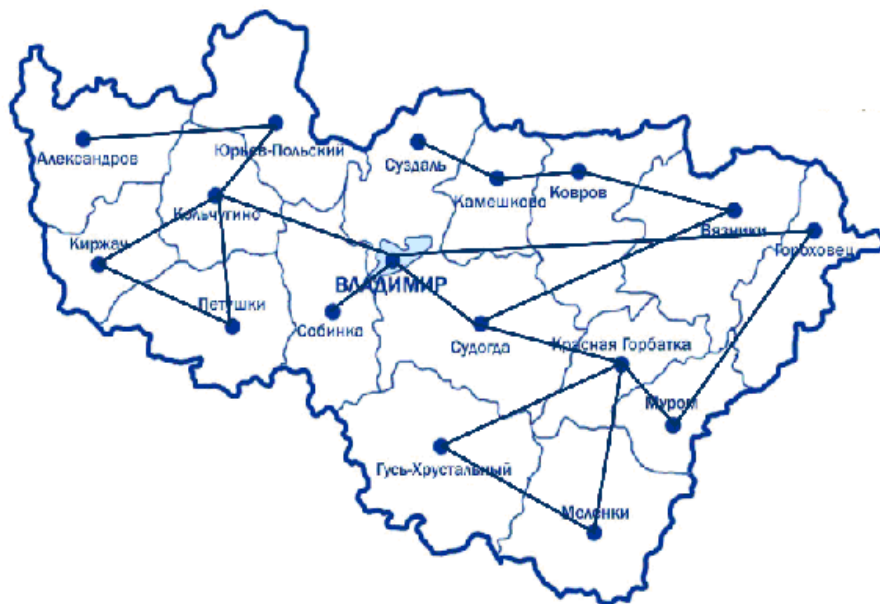 Александров
Юрьев-Польский
Суздаль
Камешково
Ковров
Кольчугино
Вязники
Киржач
Гороховец
ВЛАДИМИР
Петушки
Собинка
Судогда
Красная Горбатка
Муром
Гусь-Хрустальный
Меленки